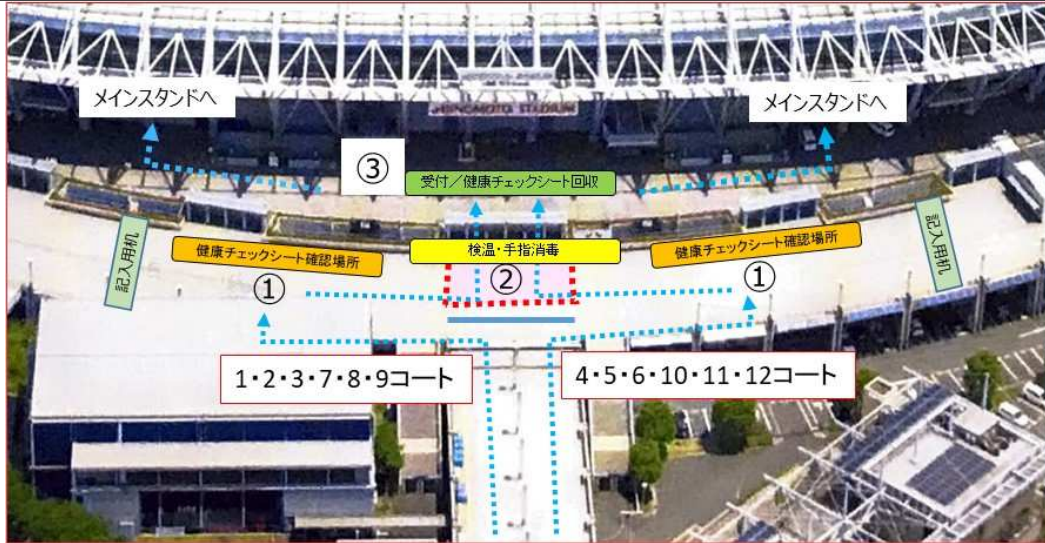 メインスタンドへ
メインスタンドへ
HINOMOTO STADIUM
③
受付／健康チェックシート回収
記入用机
健康チェックシート確認場所
検温・手指消毒
健康チェックシート確認場所
記入用机
①
②
①
1・2・3・7・8・9コート
4・5・6・10・11・12コート